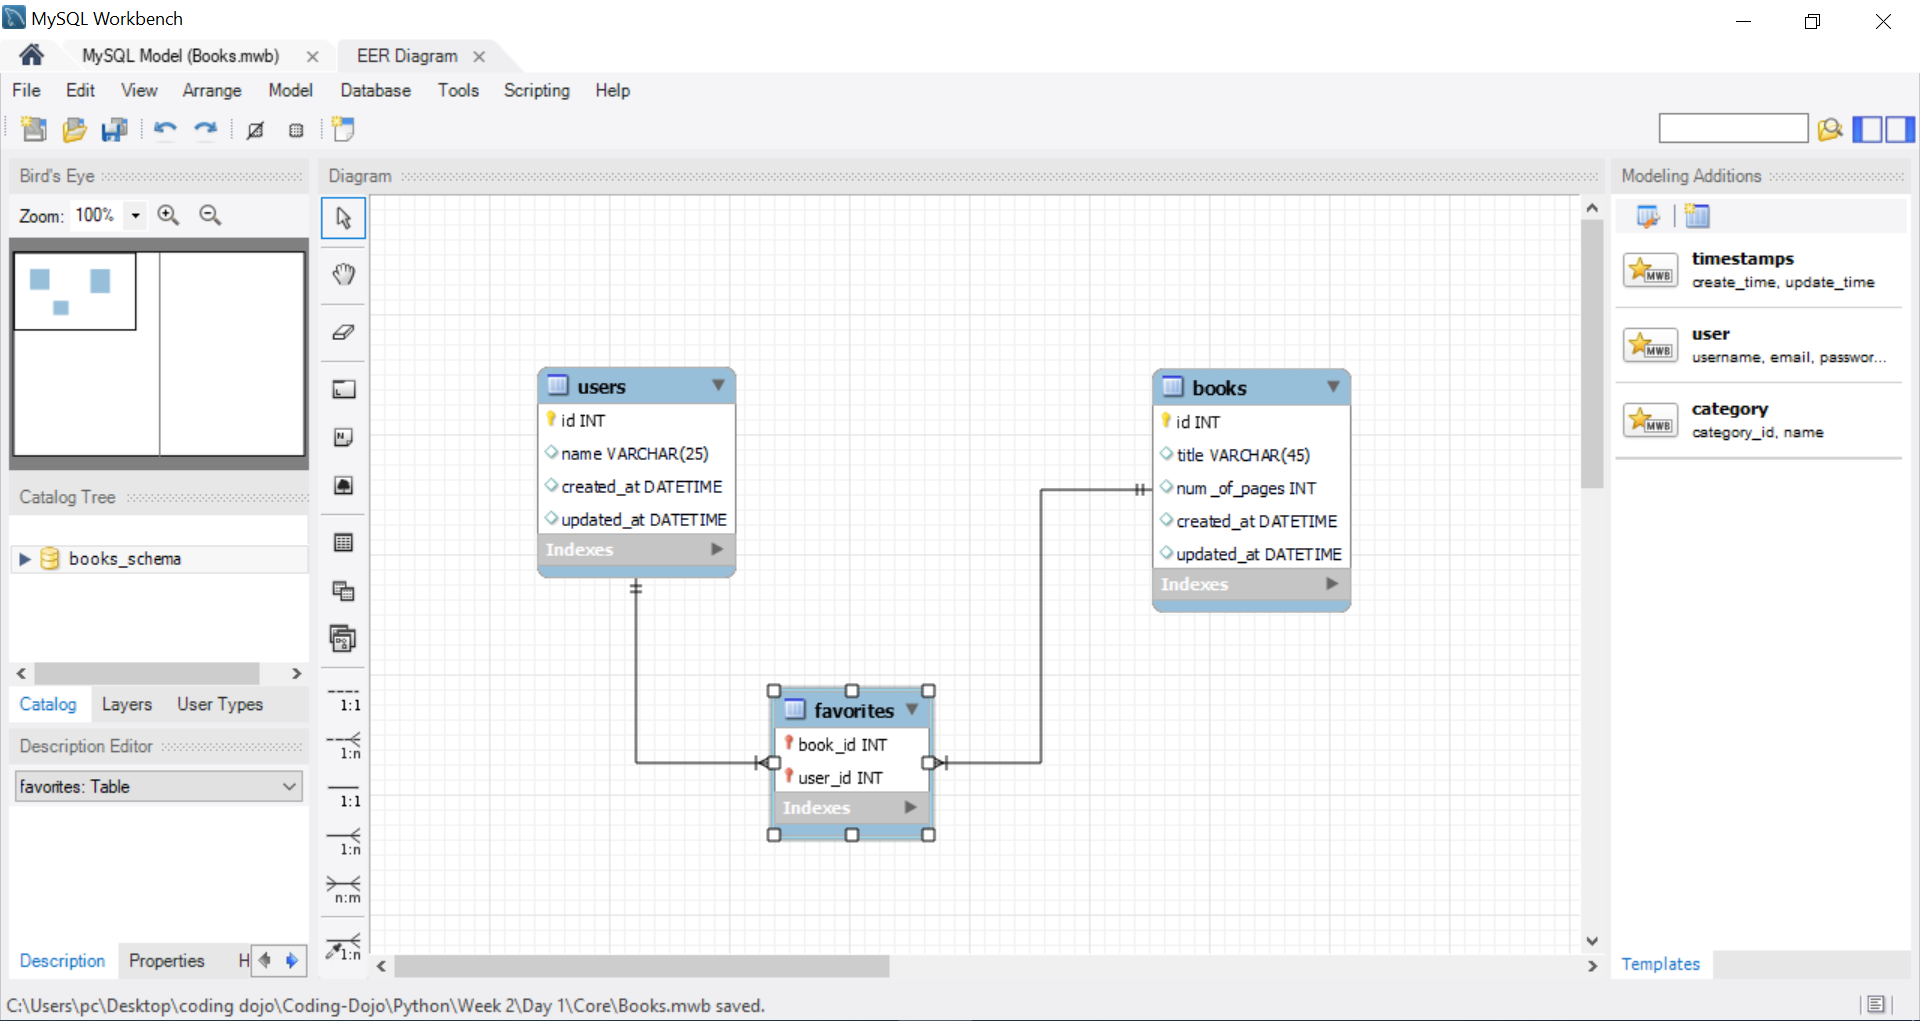 MySQL Workbench
MySQL Model (Books.mwb)
EER Diagram
File Edit View Arrange Model Database Tools Scripting Help
Bird's Eye
Zoom: 100%
Catalog Tree
books_schema
Catalog Layers User Types
Description Editor
favorites: Table
Description Properties H
Diagram
1:1
1:n
1:1
1:n
n:m
1:n
users
id INT
name VARCHAR(25)
created_at DATETIME
updated_at DATETIME
Indexes
books
id INT
title VARCHAR(45)
num_of_pages INT
created_at DATETIME
updated_at DATETIME
Indexes
favorites
book_id INT
user_id INT
Indexes
Modeling Additions
MWB
timestamps
create_time, update_time
MWB
user
username, email, passwor...
MWB
category
category_id, name
Templates
C:\Users\pc\Desktop\coding dojo\Coding-Dojo\Python\Week 2\Day 1\Core\Books.mwb saved.